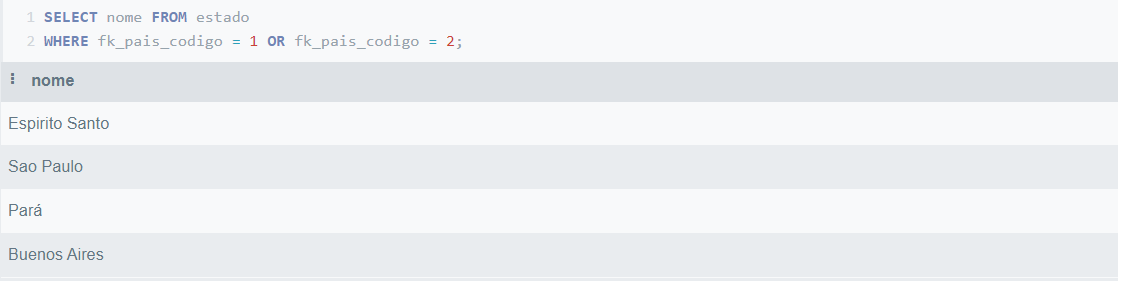 1 SELECT nome FROM estado
2 WHERE fk_pais_codigo = 1 OR fk_pais_codigo = 2;
nome
Espirito Santo
Sao Paulo
Pará
Buenos Aires